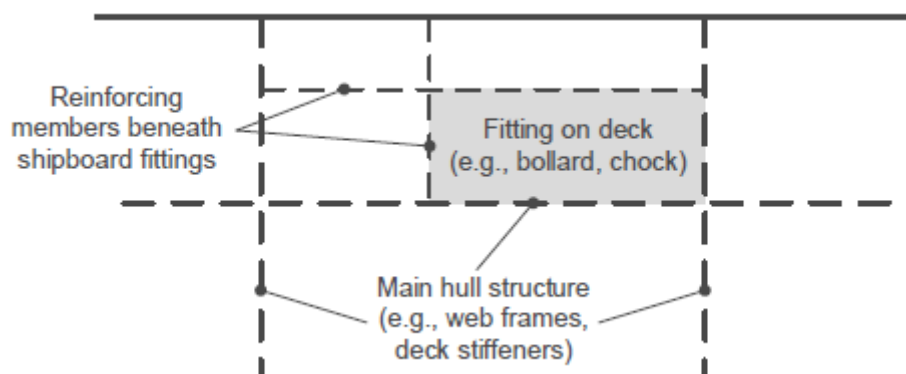 Reinforcing
members beneath
shipboard fittings
Fitting on deck
(e.g., bollard, chock)
Main hull structure
(e.g., web frames,
deck stiffeners)